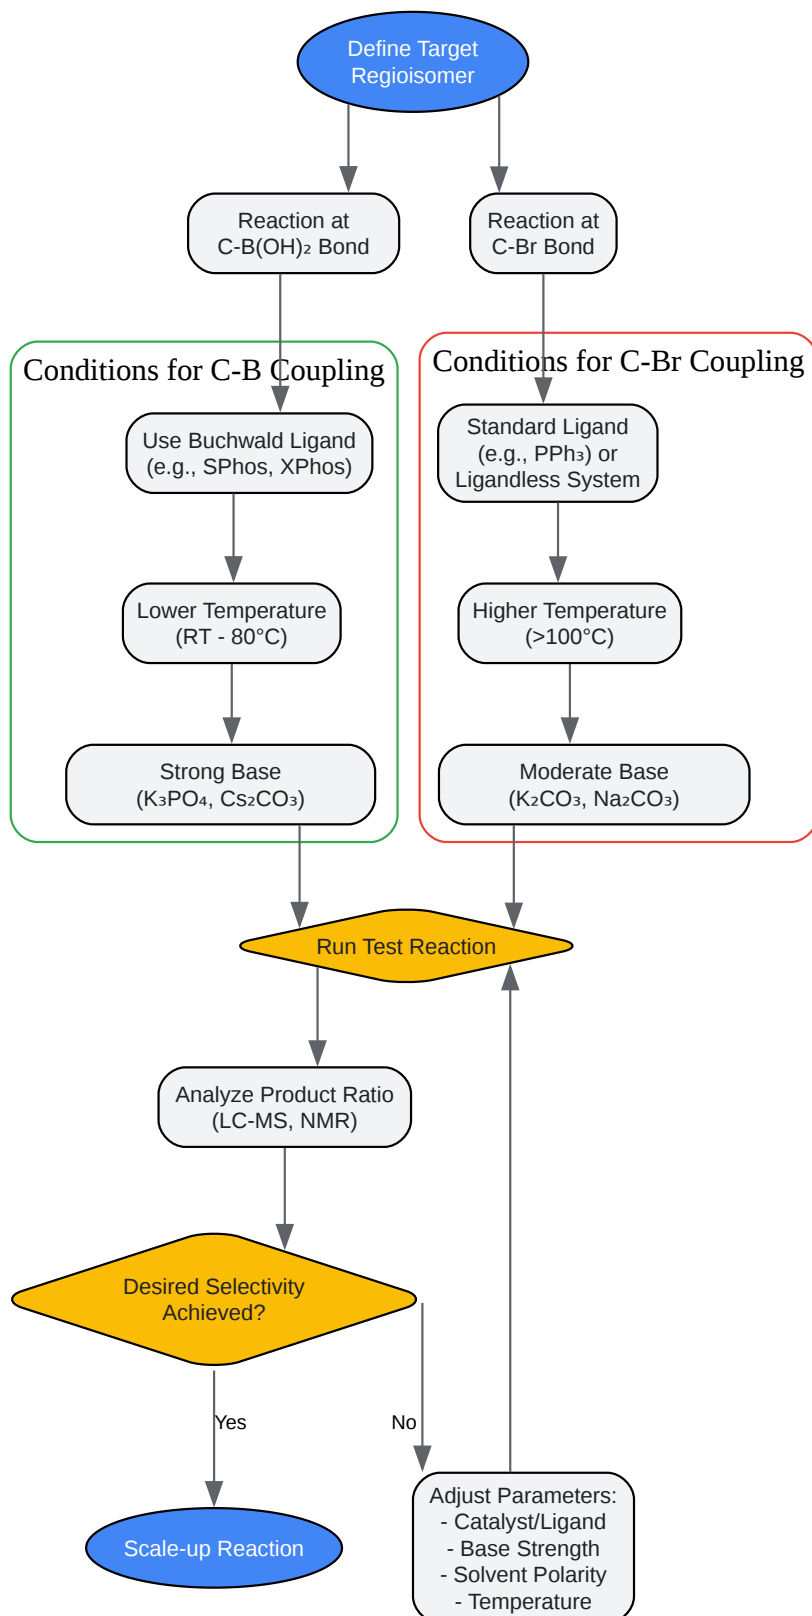 Define Target
Regioisomer
Reaction at
C-B(OH)₂ Bond
Reaction at
C-Br Bond
Conditions for C-B Coupling
Conditions for C-Br Coupling
Use Buchwald Ligand
(e.g., SPhos, XPhos)
Standard Ligand
(e.g., PPh₃) or
Ligandless System
Lower Temperature
(RT - 80°C)
Higher Temperature
(>100°C)
Strong Base
(K₃PO₄, Cs₂CO₃)
Moderate Base
(K₂CO₃, Na₂CO₃)
Run Test Reaction
Analyze Product Ratio
(LC-MS, NMR)
Desired Selectivity
Achieved?
Yes
No
Scale-up Reaction
Adjust Parameters:
- Catalyst/Ligand
- Base Strength
- Solvent Polarity
- Temperature